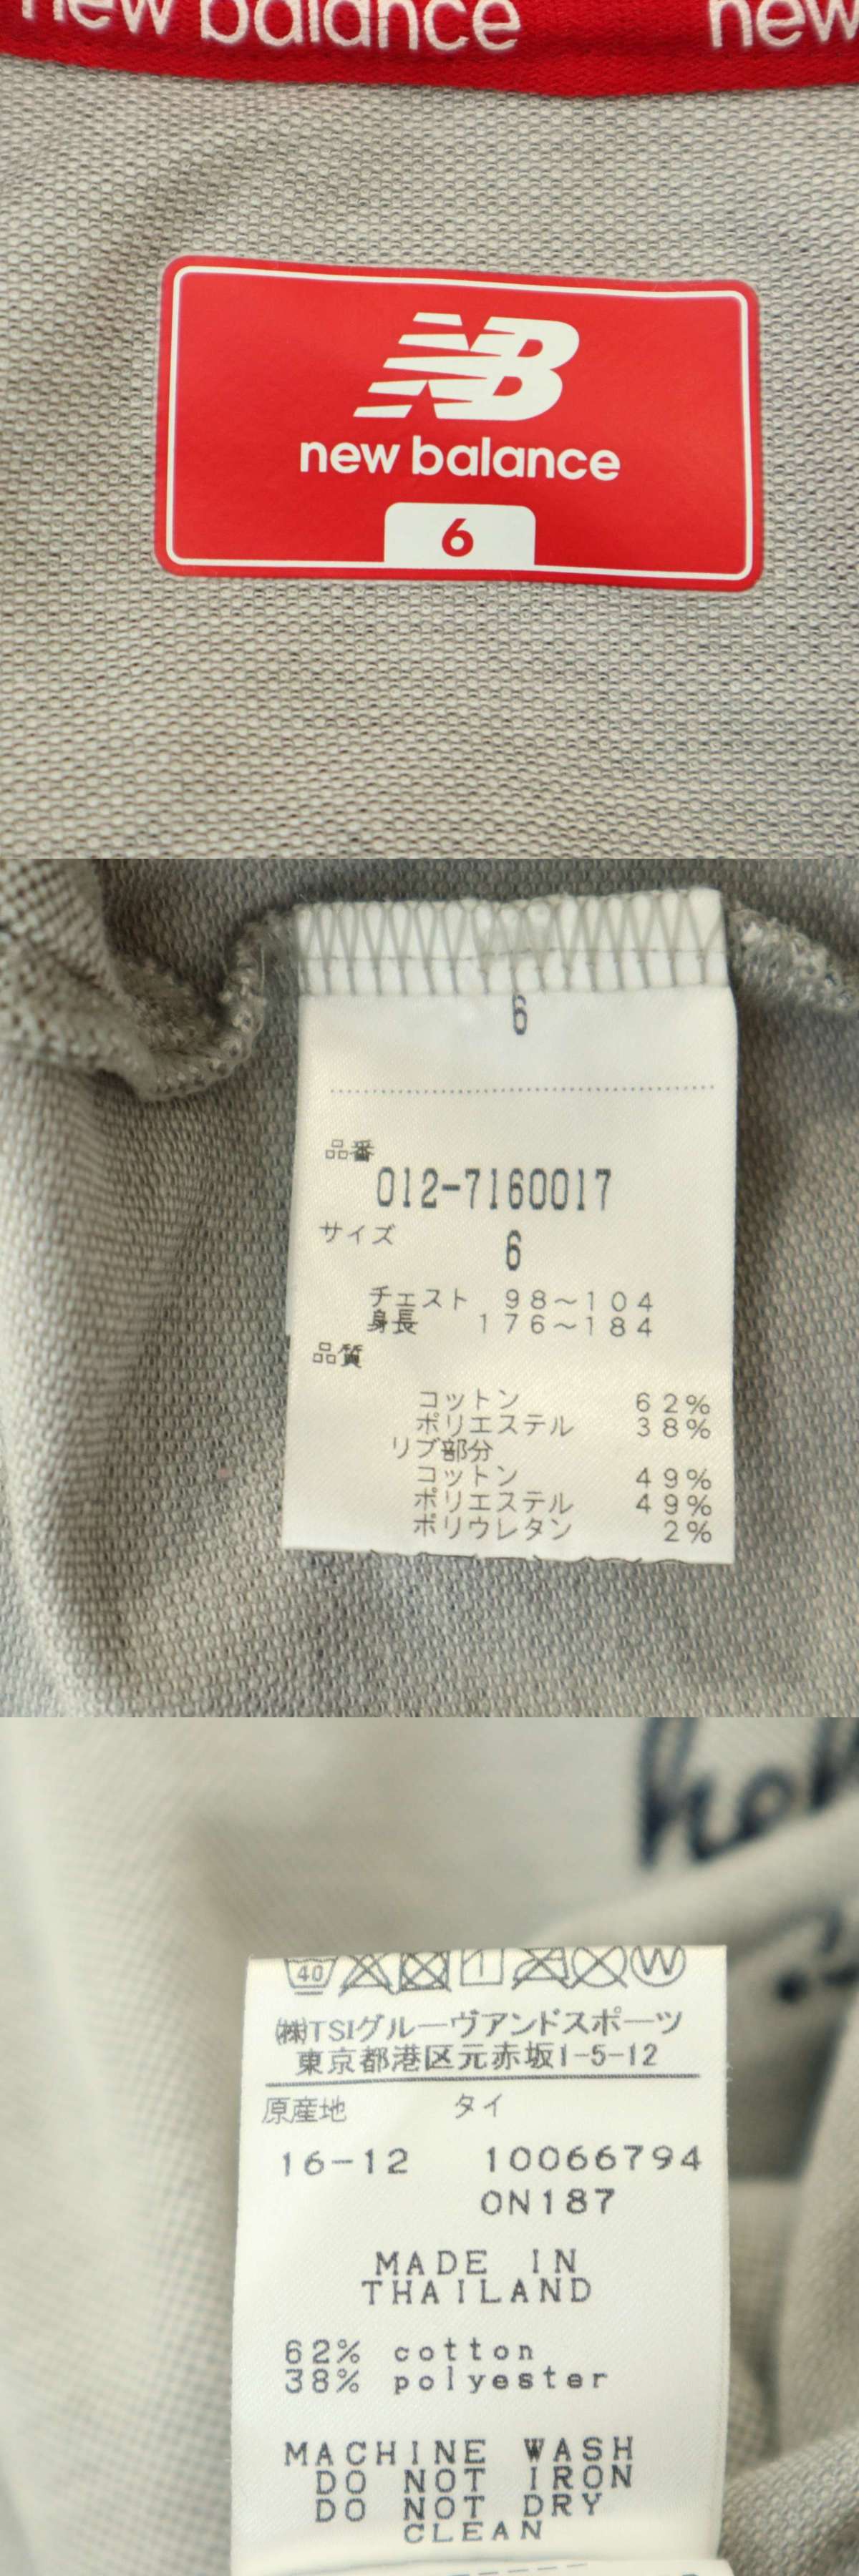 new balance new
NB
new balance
6
6
品番
012-7160017
サイズ
6
チェスト 98～104
身長 176～184
品質
コットン 62%
ポリエステル 38%
リブ部分
コットン 49%
ポリエステル 49%
ポリウレタン 2%
40 1 W
㈱TSIグルーヴアンドスポーツ
東京都港区元赤坂1-5-12
原産地 タイ
16-12 10066794
0N187
MADE IN
THAILAND
62% cotton
38% polyester
MACHINE WASH
DO NOT IRON
DO NOT DRY
CLEAN